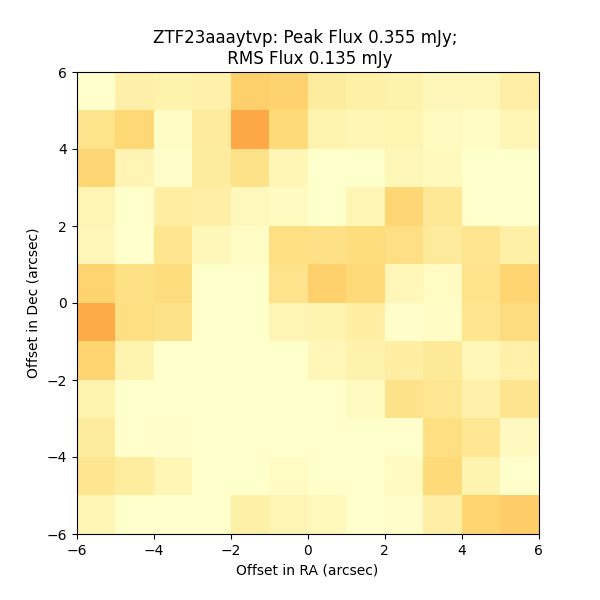 ZTF23aaaytvp: Peak Flux 0.355 mJy;
RMS Flux 0.135 mJy
6
4
2
0
−2
−4
−6
Offset in Dec (arcsec)
−6 −4 −2 0 2 4 6
Offset in RA (arcsec)